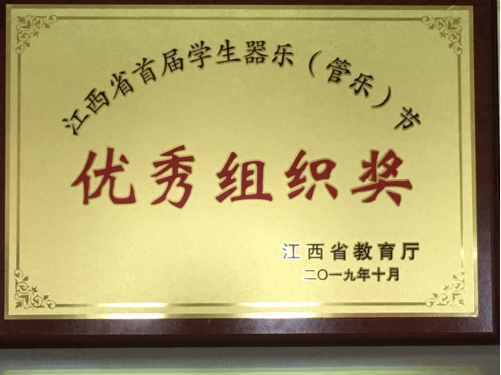 江西省首届学生器乐（管乐）节
优秀组织奖
江西省教育厅
二〇一九年十月